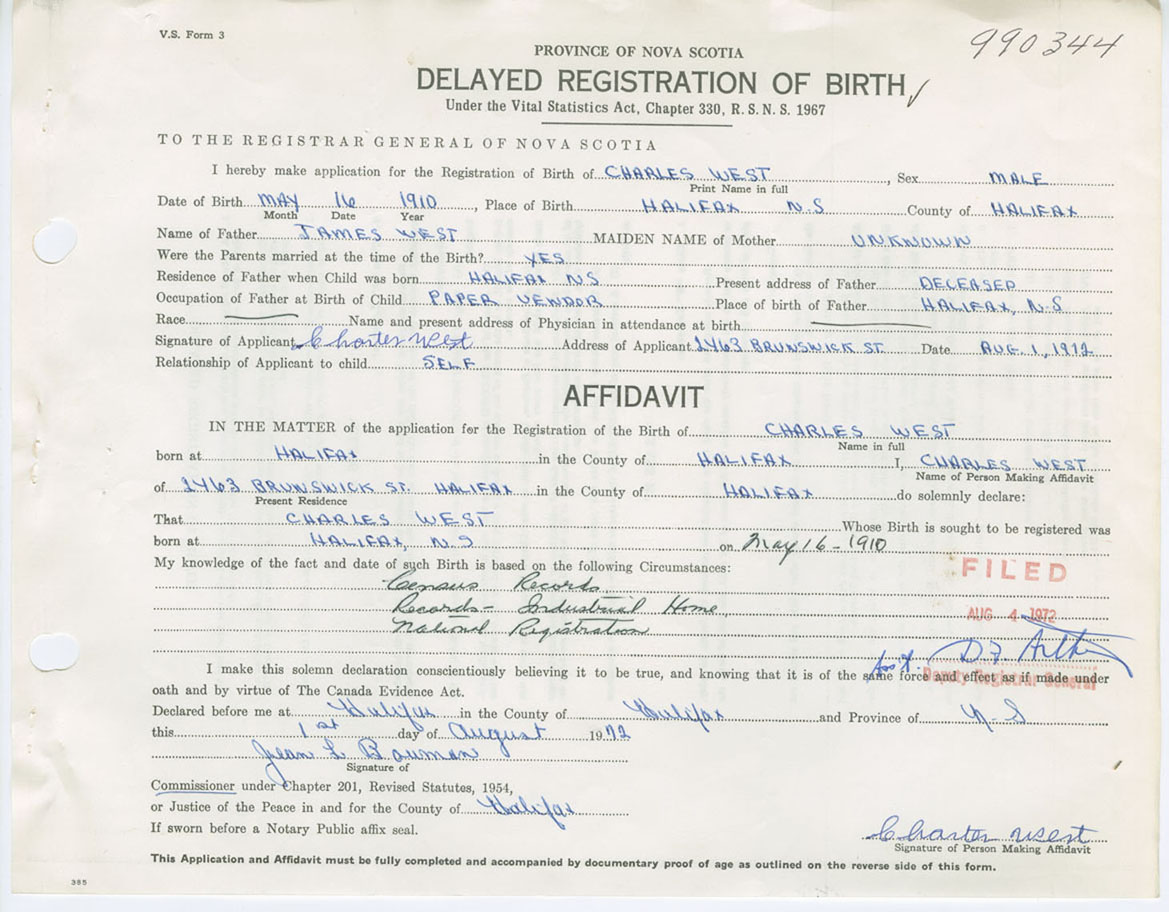 V.S. Form 3
990344
PROVINCE OF NOVA SCOTIA
DELAYED REGISTRATION OF BIRTH ✓
Under the Vital Statistics Act, Chapter 330, R.S.N.S. 1967
TO THE REGISTRAR GENERAL OF NOVA SCOTIA
I hereby make application for the Registration of Birth of CHARLES WEST, Sex MALE
Print Name in full
Date of Birth MAY 16 1910, Place of Birth HALIFAX N.S County of HALIFAX
Month Date Year
Name of Father JAMES WEST MAIDEN NAME of Mother UNKNOWN
Were the Parents married at the time of the Birth? YES
Residence of Father when Child was born HALIFAX NS Present address of Father DECEASED
Occupation of Father at Birth of Child PAPER VENDOR Place of birth of Father HALIFAX, N.S
Race Name and present address of Physician in attendance at birth
Signature of Applicant Charles West Address of Applicant 2463 BRUNSWICK ST. Date AUG. 1, 1972
Relationship of Applicant to child SELF
AFFIDAVIT
IN THE MATTER of the application for the Registration of the Birth of CHARLES WEST
Name in full
born at HALIFAX in the County of HALIFAX I, CHARLES WEST
Name of Person Making Affidavit
of 2463 BRUNSWICK ST. HALIFAX in the County of HALIFAX do solemnly declare:
Present Residence
That CHARLES WEST Whose Birth is sought to be registered was
born at HALIFAX, N.S on May 16 - 1910
My knowledge of the fact and date of such Birth is based on the following Circumstances:
Census Records
Records - Industrial Home
National Registration
FILED
AUG 4 1972
Ass't
Deputy Registrar General
I make this solemn declaration conscientiously believing it to be true, and knowing that it is of the same force and effect as if made under
oath and by virtue of The Canada Evidence Act.
Declared before me at Halifax in the County of Halifax and Province of N-S
this 1st day of August 1972
Jean L Bauman
Signature of
Commissioner under Chapter 201, Revised Statutes, 1954,
or Justice of the Peace in and for the County of Halifax
If sworn before a Notary Public affix seal.
Charles West
Signature of Person Making Affidavit
This Application and Affidavit must be fully completed and accompanied by documentary proof of age as outlined on the reverse side of this form.
385